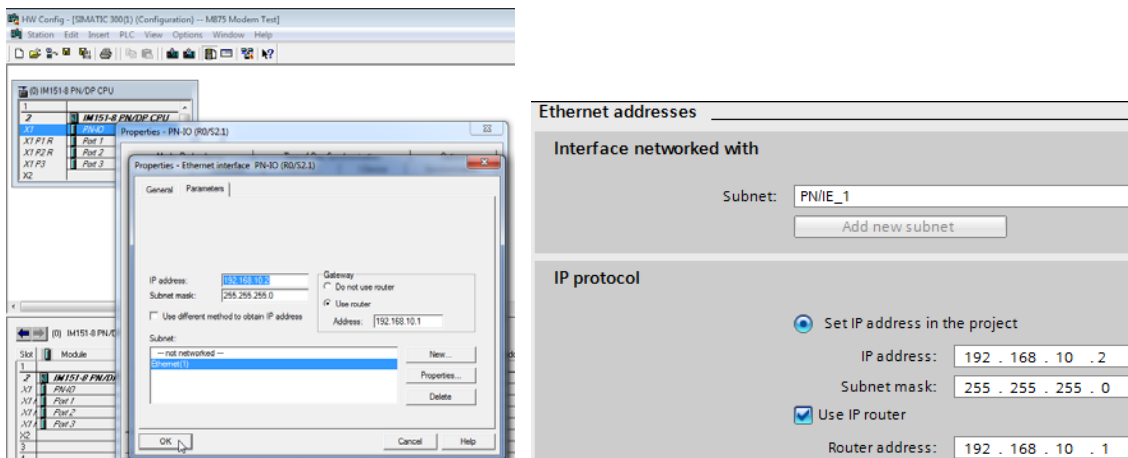 HW Config - [SIMATIC 300(1) (Configuration) -- M875 Modem Test]
Station Edit Insert PLC View Options Window Help
(0) IM151-8 PN/DP CPU
1
2 IM151-8 PN/DP CPU
X1 PN-IO
X1 P1 R Port 1
X1 P2 R Port 2
X1 P3 Port 3
X2
Properties - PN-IO (R0/S2.1)
Properties - Ethernet interface PN-IO (R0/S2.1)
General Parameters
IP address: 192.168.10.2
Subnet mask: 255.255.255.0
Gateway
Do not use router
Use router
Address: 192.168.10.1
Use different method to obtain IP address
Subnet:
--- not networked ---
Ethernet(1)
New...
Properties...
Delete
OK Cancel Help
(0) IM151-8 PN/D
Slot Module
1
2 IM151-8 PN/D
X1 PN-IO
X1 Port 1
X1 Port 2
X1 Port 3
X2
3
4
Ethernet addresses
Interface networked with
Subnet: PN/IE_1
Add new subnet
IP protocol
Set IP address in the project
IP address: 192 . 168 . 10 . 2
Subnet mask: 255 . 255 . 255 . 0
Use IP router
Router address: 192 . 168 . 10 . 1